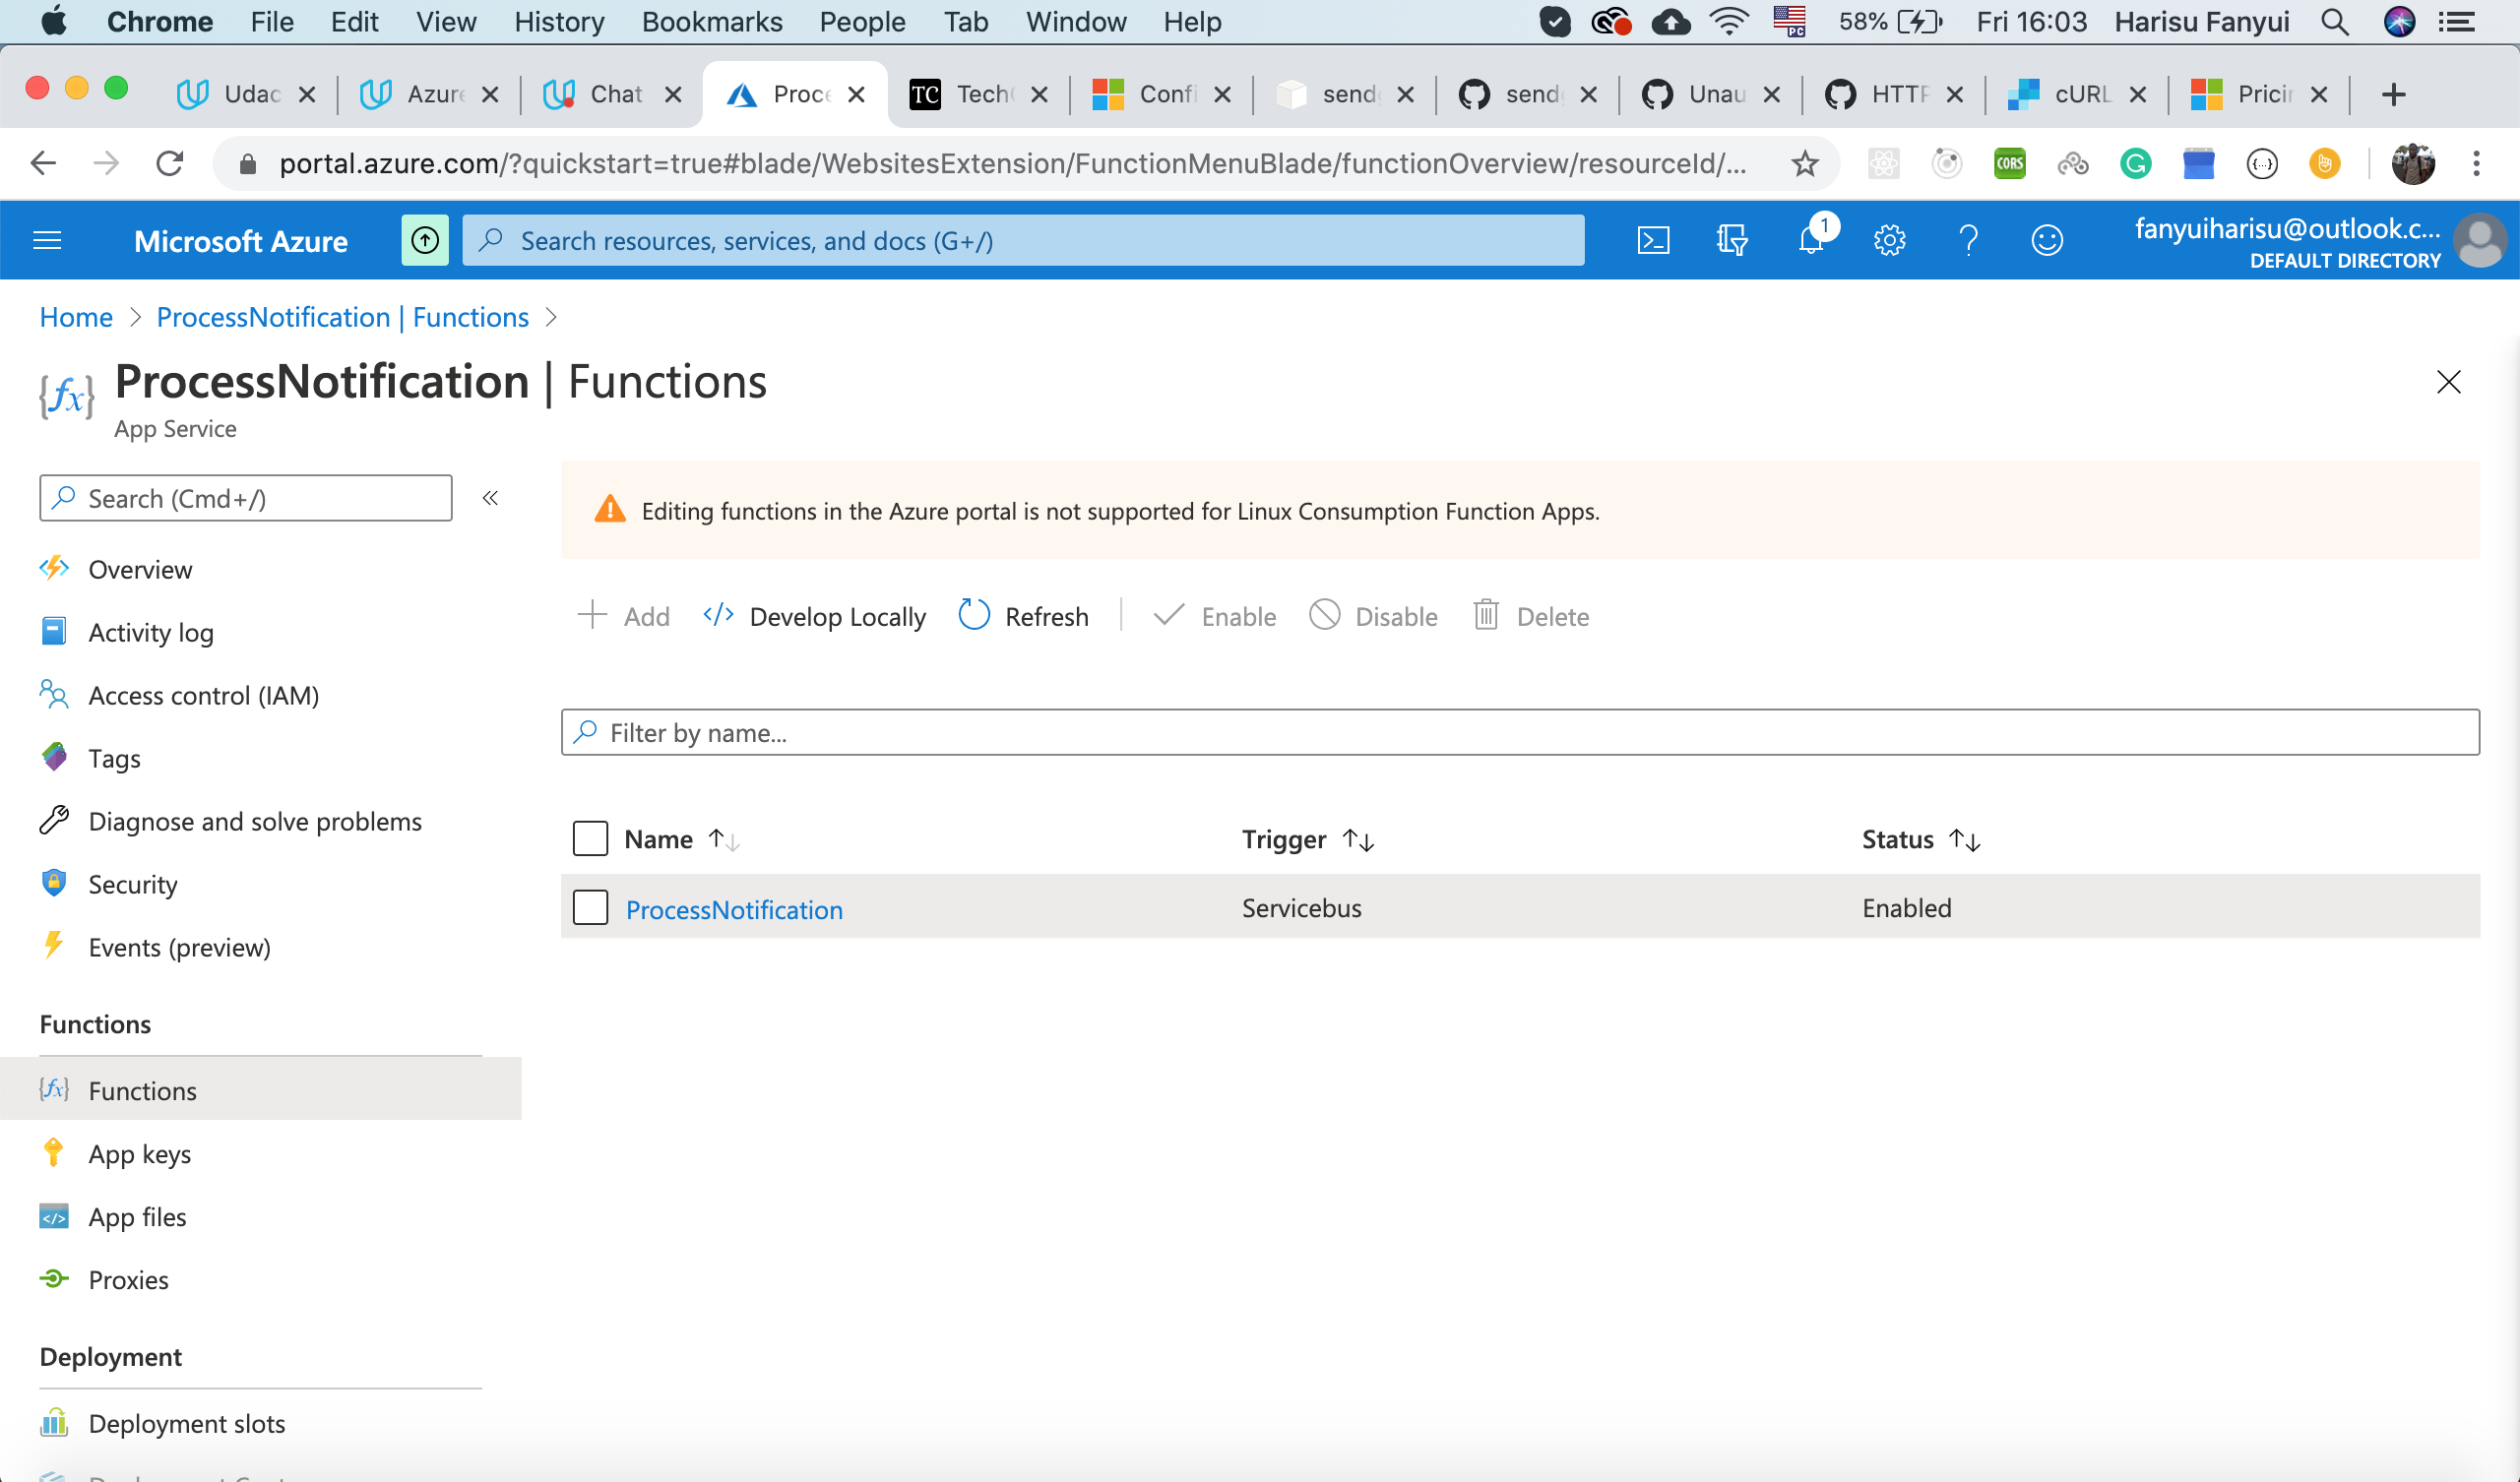 Chrome File Edit View History Bookmarks People Tab Window Help 58% Fri 16:03 Harisu Fanyui
Udac Azure Chat Proce TC Tech Confi send send Unau HTTP cURL Pricin
portal.azure.com/?quickstart=true#blade/WebsitesExtension/FunctionMenuBlade/functionOverview/resourceId/... CORS
Microsoft Azure Search resources, services, and docs (G+/) 1 fanyuiharisu@outlook.c...
DEFAULT DIRECTORY
Home > ProcessNotification | Functions >
ProcessNotification | Functions
App Service
Search (Cmd+/) «
Editing functions in the Azure portal is not supported for Linux Consumption Function Apps.
Overview
Activity log
Access control (IAM)
Tags
Diagnose and solve problems
Security
Events (preview)
Functions
Functions
App keys
App files
Proxies
Deployment
Deployment slots
Add Develop Locally Refresh Enable Disable Delete
Filter by name...
Name Trigger Status
ProcessNotification Servicebus Enabled